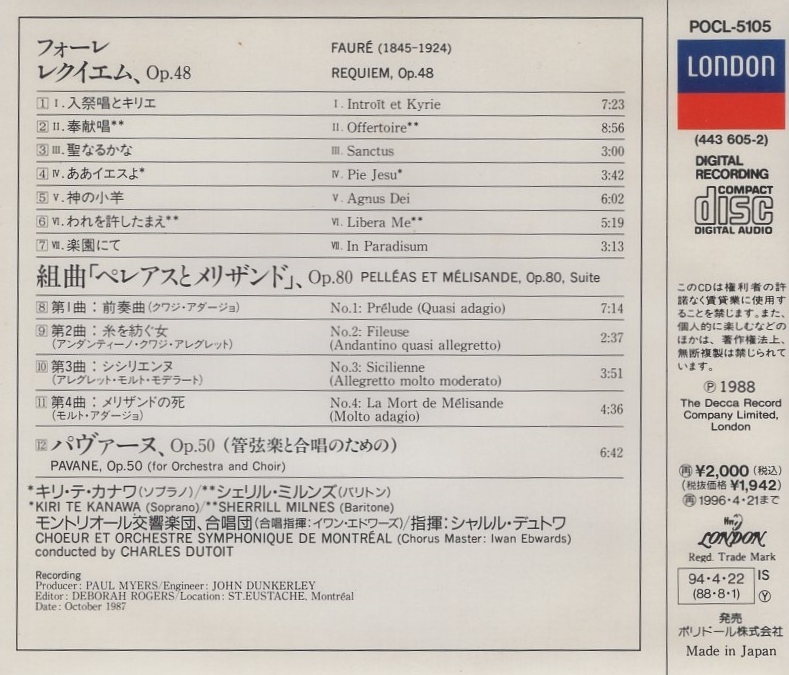 フォーレ FAURÉ (1845-1924)
レクイエム、Op.48 REQUIEM, Op.48
1 I. 入祭唱とキリエ I. Introït et Kyrie 7:23
2 II. 奉献唱** II. Offertoire** 8:56
3 III. 聖なるかな III. Sanctus 3:00
4 IV. ああイエスよ* IV. Pie Jesu* 3:42
5 V. 神の小羊 V. Agnus Dei 6:02
6 VI. われを許したまえ** VI. Libera Me** 5:19
7 VII. 楽園にて VII. In Paradisum 3:13
組曲「ペレアスとメリザンド」、Op.80 PELLÉAS ET MÉLISANDE, Op.80, Suite
8 第1曲：前奏曲（クワジ・アダージョ） No.1: Prélude (Quasi adagio) 7:14
9 第2曲：糸を紡ぐ女 No.2: Fileuse
（アンダンティーノ・クワジ・アレグレット） (Andantino quasi allegretto) 2:37
10 第3曲：シシリエンヌ No.3: Sicilienne
（アレグレット・モルト・モデラート） (Allegretto molto moderato) 3:51
11 第4曲：メリザンドの死 No.4: La Mort de Mélisande
（モルト・アダージョ） (Molto adagio) 4:36
12 パヴァーヌ、Op.50（管弦楽と合唱のための） 6:42
PAVANE, Op.50 (for Orchestra and Choir)
*キリ・テ・カナワ（ソプラノ）/**シェリル・ミルンズ（バリトン）
*KIRI TE KANAWA (Soprano)/**SHERRILL MILNES (Baritone)
モントリオール交響楽団、合唱団（合唱指揮：イワン・エドワーズ）/指揮：シャルル・デュトワ
CHOEUR ET ORCHESTRE SYMPHONIQUE DE MONTRÉAL (Chorus Master: Iwan Ebwards)
conducted by CHARLES DUTOIT
Recording
Producer: PAUL MYERS/Engineer: JOHN DUNKERLEY
Editor: DEBORAH ROGERS/Location: ST.EUSTACHE, Montréal
Date: October 1987
POCL-5105
LONDON
(443 605-2)
DIGITAL
RECORDING
COMPACT
disc
DIGITAL AUDIO
このCDは権利者の許
諾なく賃貸業に使用す
ることを禁じます。また、
個人的に楽しむなどの
ほかは、著作権法上、
無断複製は禁じられて
います。
Ⓟ 1988
The Decca Record
Company Limited,
London
再 ¥2,000（税込）
（税抜価格 ¥1,942）
再 1996・4・21まで
LONDON
Regd. Trade Mark
94・4・22 IS
(88・8・1) Ⓨ
発売
ポリドール株式会社
Made in Japan